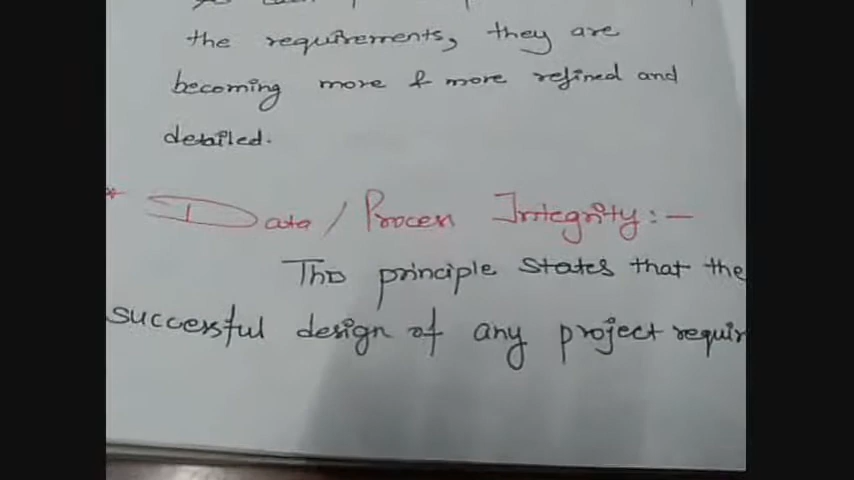 the requirements, they are
becoming more & more refined and
detailed.
* Data / Process Integrity :-
The principle states that the
successful design of any project requir